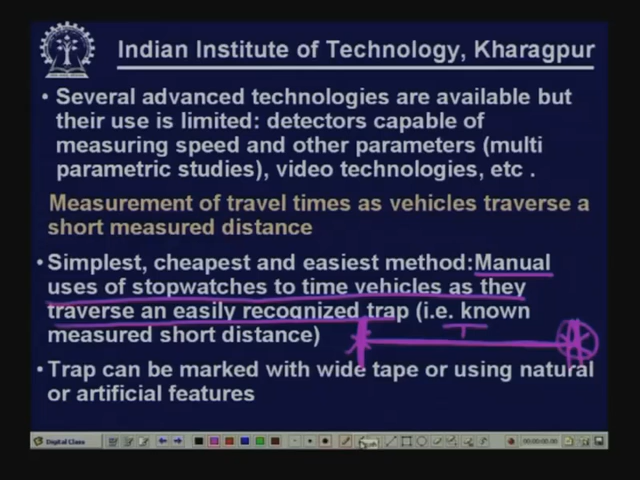 Indian Institute of Technology, Kharagpur
• Several advanced technologies are available but
their use is limited: detectors capable of
measuring speed and other parameters (multi
parametric studies), video technologies, etc .
Measurement of travel times as vehicles traverse a
short measured distance
• Simplest, cheapest and easiest method:Manual
uses of stopwatches to time vehicles as they
traverse an easily recognized trap (i.e. known
measured short distance)
T
• Trap can be marked with wide tape or using natural
or artificial features
Digital Class